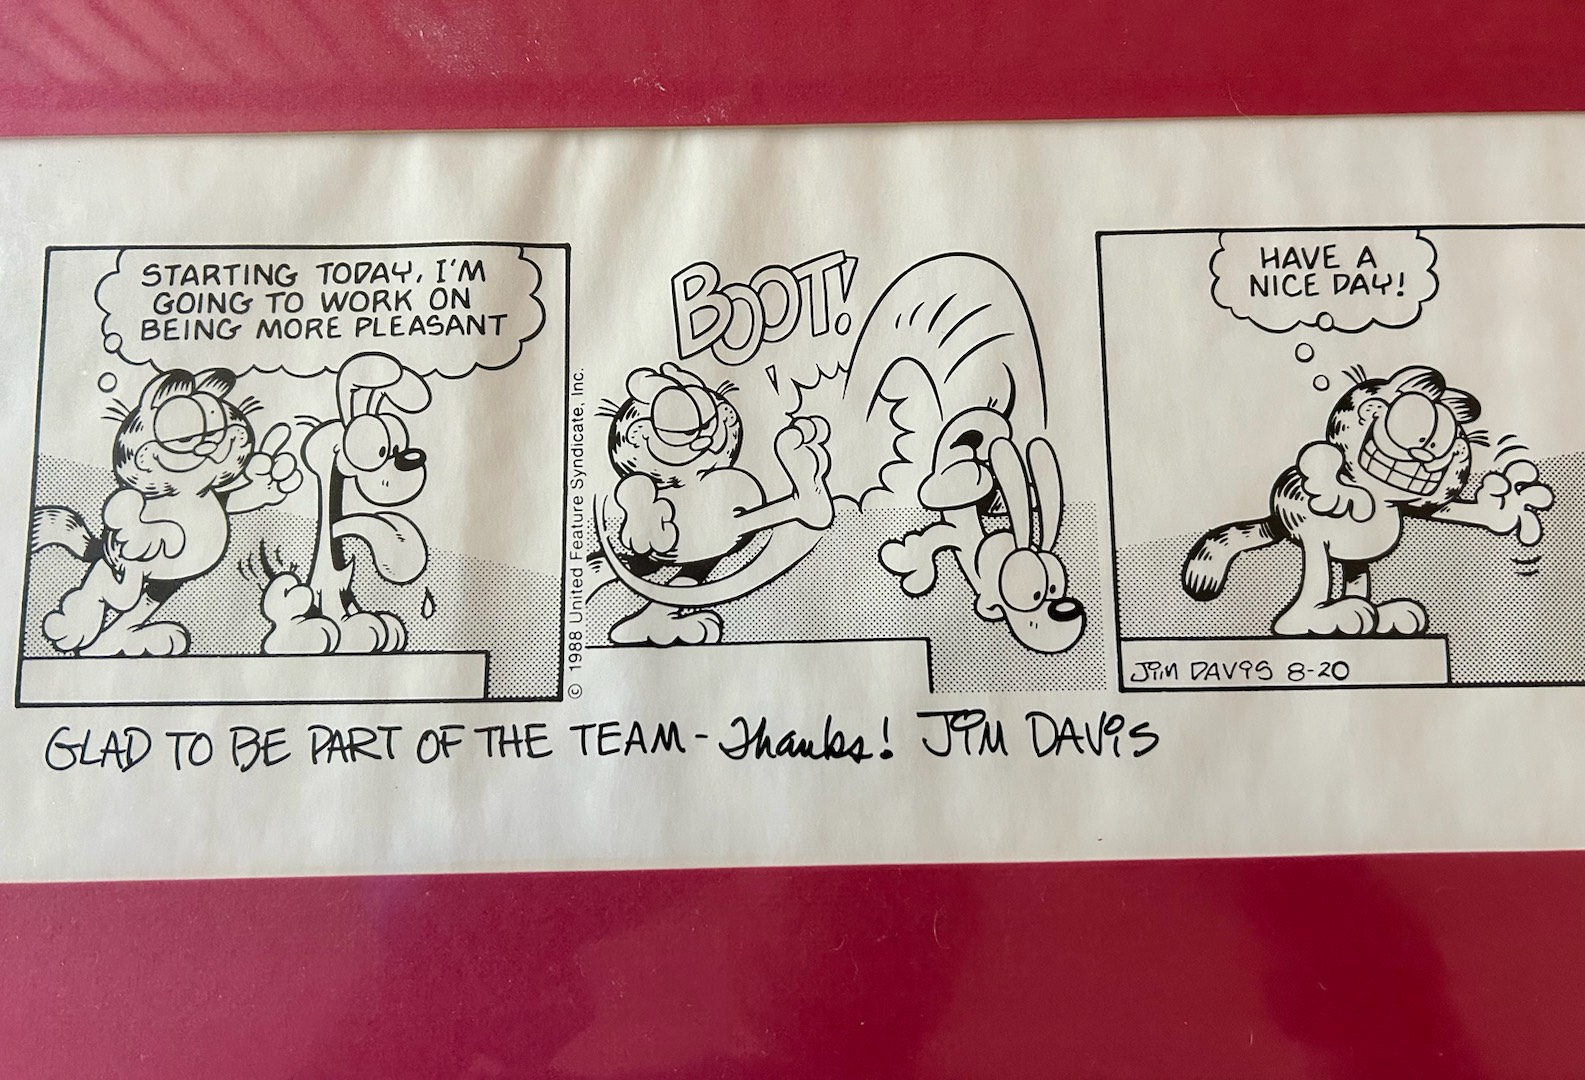 STARTING TODAY, I'M
GOING TO WORK ON
BEING MORE PLEASANT
© 1988 United Feature Syndicate, Inc.
BOOT!
HAVE A
NICE DAY!
JIM DAVIS 8-20
GLAD TO BE PART OF THE TEAM - Thanks! JIM DAVIS